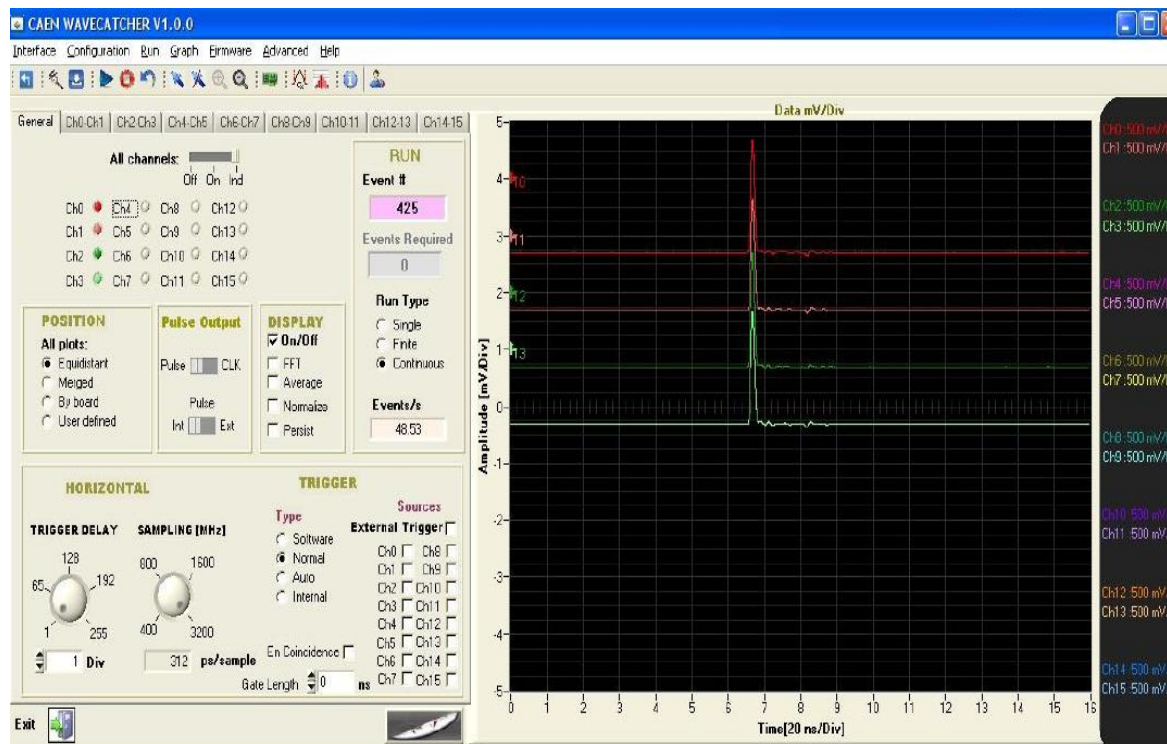 CAEN WAVECATCHER V1.0.0
Interface Configuration Run Graph Firmware Advanced Help
General Ch0-Ch1 Ch2-Ch3 Ch4-Ch5 Ch6-Ch7 Ch8-Ch9 Ch10-11 Ch12-13 Ch14-15
All channels:
Off On Ind
Ch0 Ch4 Ch8 Ch12
Ch1 Ch5 Ch9 Ch13
Ch2 Ch6 Ch10 Ch14
Ch3 Ch7 Ch11 Ch15
RUN
Event #
425
Events Required
0
Run Type
Single
Finite
Continuous
Events/s
48.53
POSITION
All plots:
Equidistant
Merged
By board
User defined
Pulse Output
Pulse CLK
Pulse
Int Ext
DISPLAY
On/Off
FFT
Average
Normalize
Persist
HORIZONTAL
TRIGGER DELAY
128
65 192
1 255
1 Div
SAMPLING [MHz]
800 1600
400 3200
312 ps/sample
TRIGGER
Type
Software
Normal
Auto
Internal
Sources
External Trigger
Ch0 Ch8
Ch1 Ch9
Ch2 Ch10
Ch3 Ch11
Ch4 Ch12
Ch5 Ch13
Ch6 Ch14
Ch7 Ch15
En Coincidence
Gate Length 0 ns
Exit
Data mV/Div
Amplitude [mV/Div]
5
4
3
2
1
0
-1
-2
-3
-4
-5
0 1 2 3 4 5 6 7 8 9 10 11 12 13 14 15 16
Time[20 ns/Div]
Ch0:500 mV/
Ch1:500 mV/
Ch2:500 mV/
Ch3:500 mV/
Ch4:500 mV/
Ch5:500 mV/
Ch6:500 mV/
Ch7:500 mV/
Ch8:500 mV/
Ch9:500 mV/
Ch10:500 mV/
Ch11:500 mV/
Ch12:500 mV/
Ch13:500 mV/
Ch14:500 mV/
Ch15:500 mV/